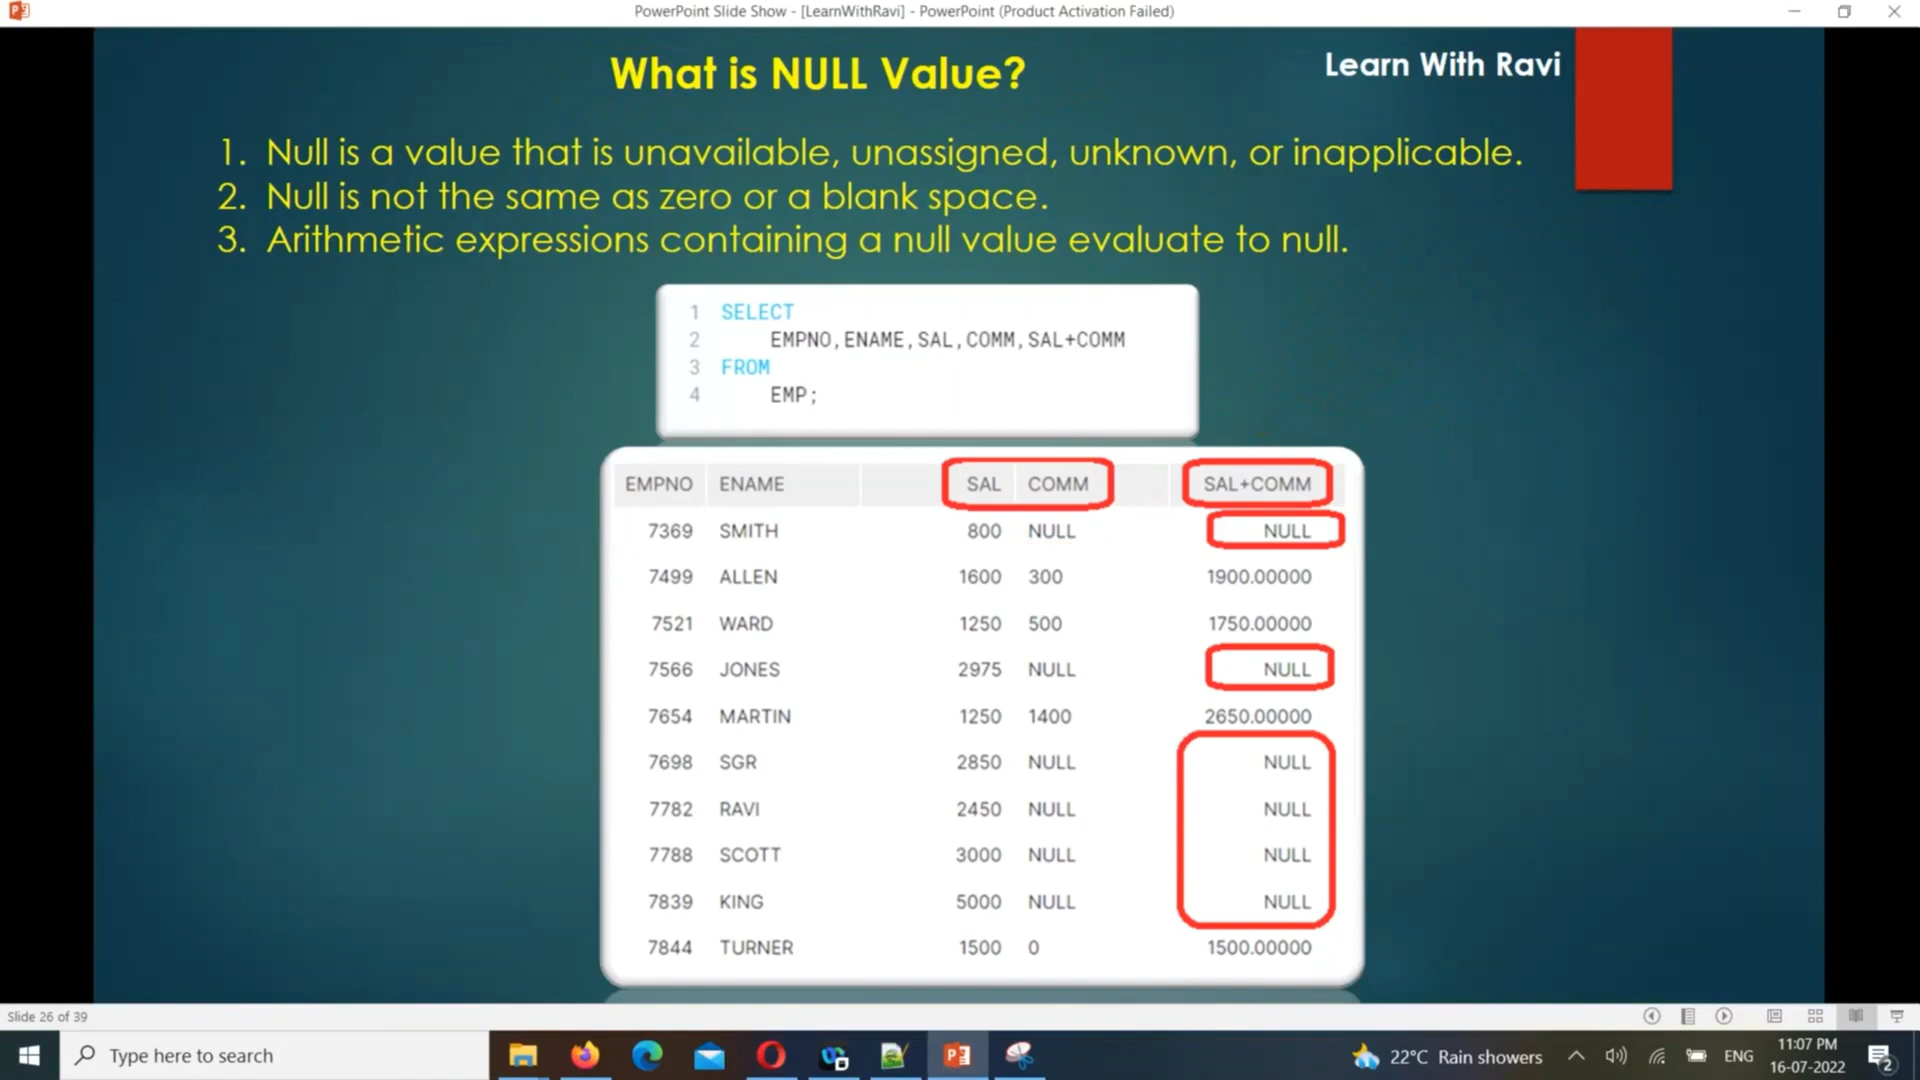 PowerPoint Slide Show - [LearnWithRavi] - PowerPoint (Product Activation Failed)
What is NULL Value?
Learn With Ravi
1. Null is a value that is unavailable, unassigned, unknown, or inapplicable.
2. Null is not the same as zero or a blank space.
3. Arithmetic expressions containing a null value evaluate to null.
1 SELECT
2 EMPNO,ENAME,SAL,COMM,SAL+COMM
3 FROM
4 EMP;
EMPNO ENAME SAL COMM SAL+COMM
7369 SMITH 800 NULL NULL
7499 ALLEN 1600 300 1900.00000
7521 WARD 1250 500 1750.00000
7566 JONES 2975 NULL NULL
7654 MARTIN 1250 1400 2650.00000
7698 SGR 2850 NULL NULL
7782 RAVI 2450 NULL NULL
7788 SCOTT 3000 NULL NULL
7839 KING 5000 NULL NULL
7844 TURNER 1500 0 1500.00000
Slide 26 of 39
Type here to search
22°C Rain showers
ENG
11:07 PM
16-07-2022
2